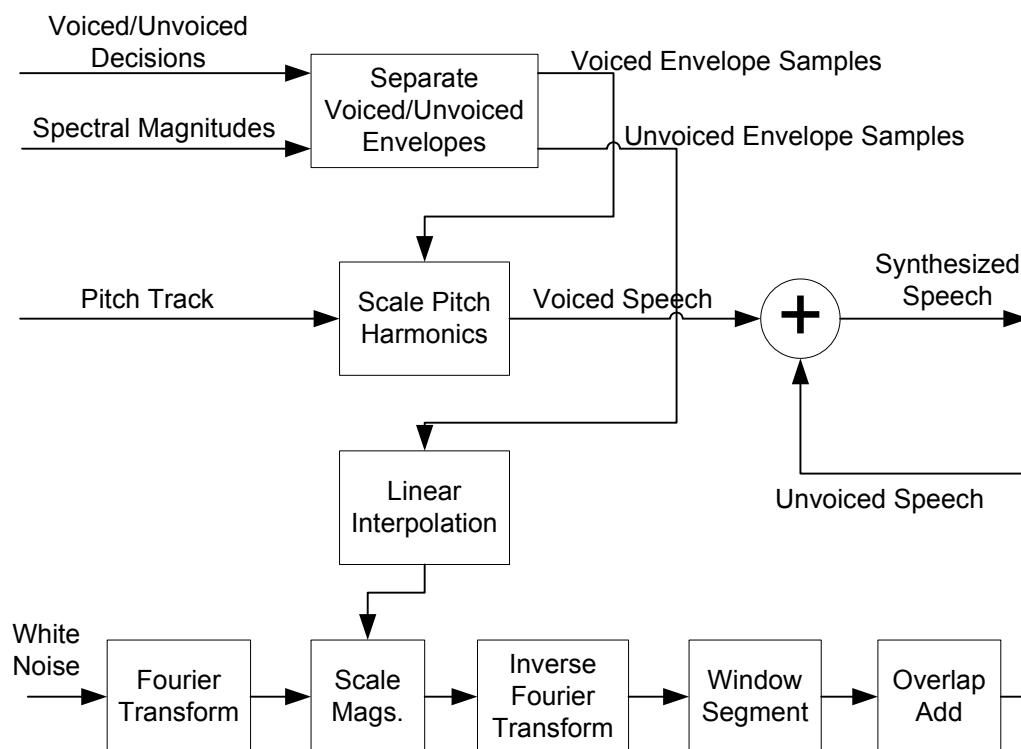 Voiced/Unvoiced
Decisions
Spectral Magnitudes
Separate
Voiced/Unvoiced
Envelopes
Voiced Envelope Samples
Unvoiced Envelope Samples
Pitch Track
Scale Pitch
Harmonics
Voiced Speech
+
Synthesized
Speech
Linear
Interpolation
Unvoiced Speech
White
Noise
Fourier
Transform
Scale
Mags.
Inverse
Fourier
Transform
Window
Segment
Overlap
Add